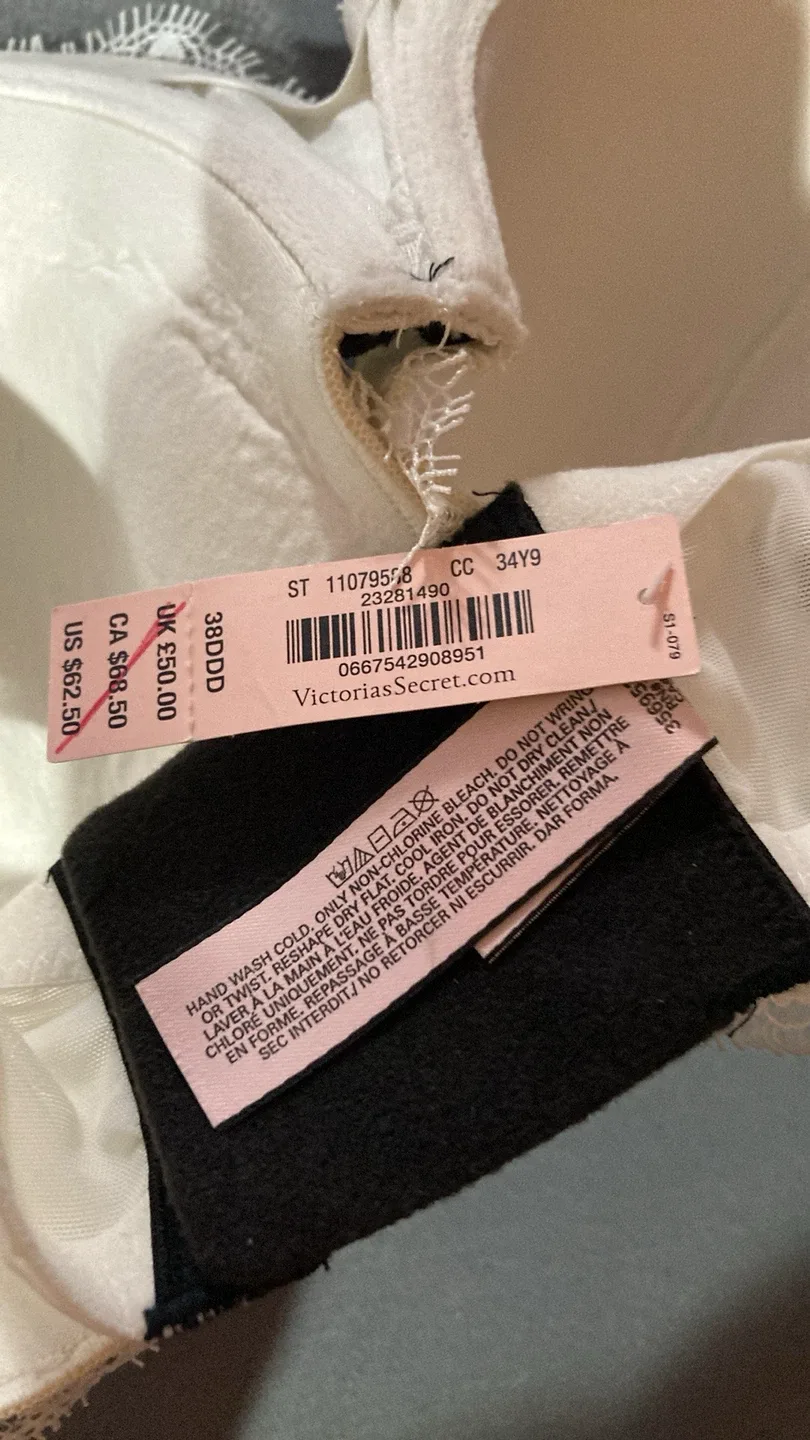 ST 11079588 CC 34Y9
23281490
0667542908951
VictoriasSecret.com
38DDD
UK £50.00
CA $68.50
US $62.50
S1-079
HAND WASH COLD. ONLY NON-CHLORINE BLEACH. DO NOT WRING
OR TWIST. RESHAPE DRY FLAT. COOL IRON. DO NOT DRY CLEAN./
LAVER À LA MAIN À L'EAU FROIDE. AGENT DE BLANCHIMENT NON
CHLORÉ UNIQUEMENT. NE PAS TORDRE POUR ESSORER. REMETTRE
EN FORME. REPASSAGE À BASSE TEMPÉRATURE. NETTOYAGE À
SEC INTERDIT./ NO RETORCER NI ESCURRIR. DAR FORMA.